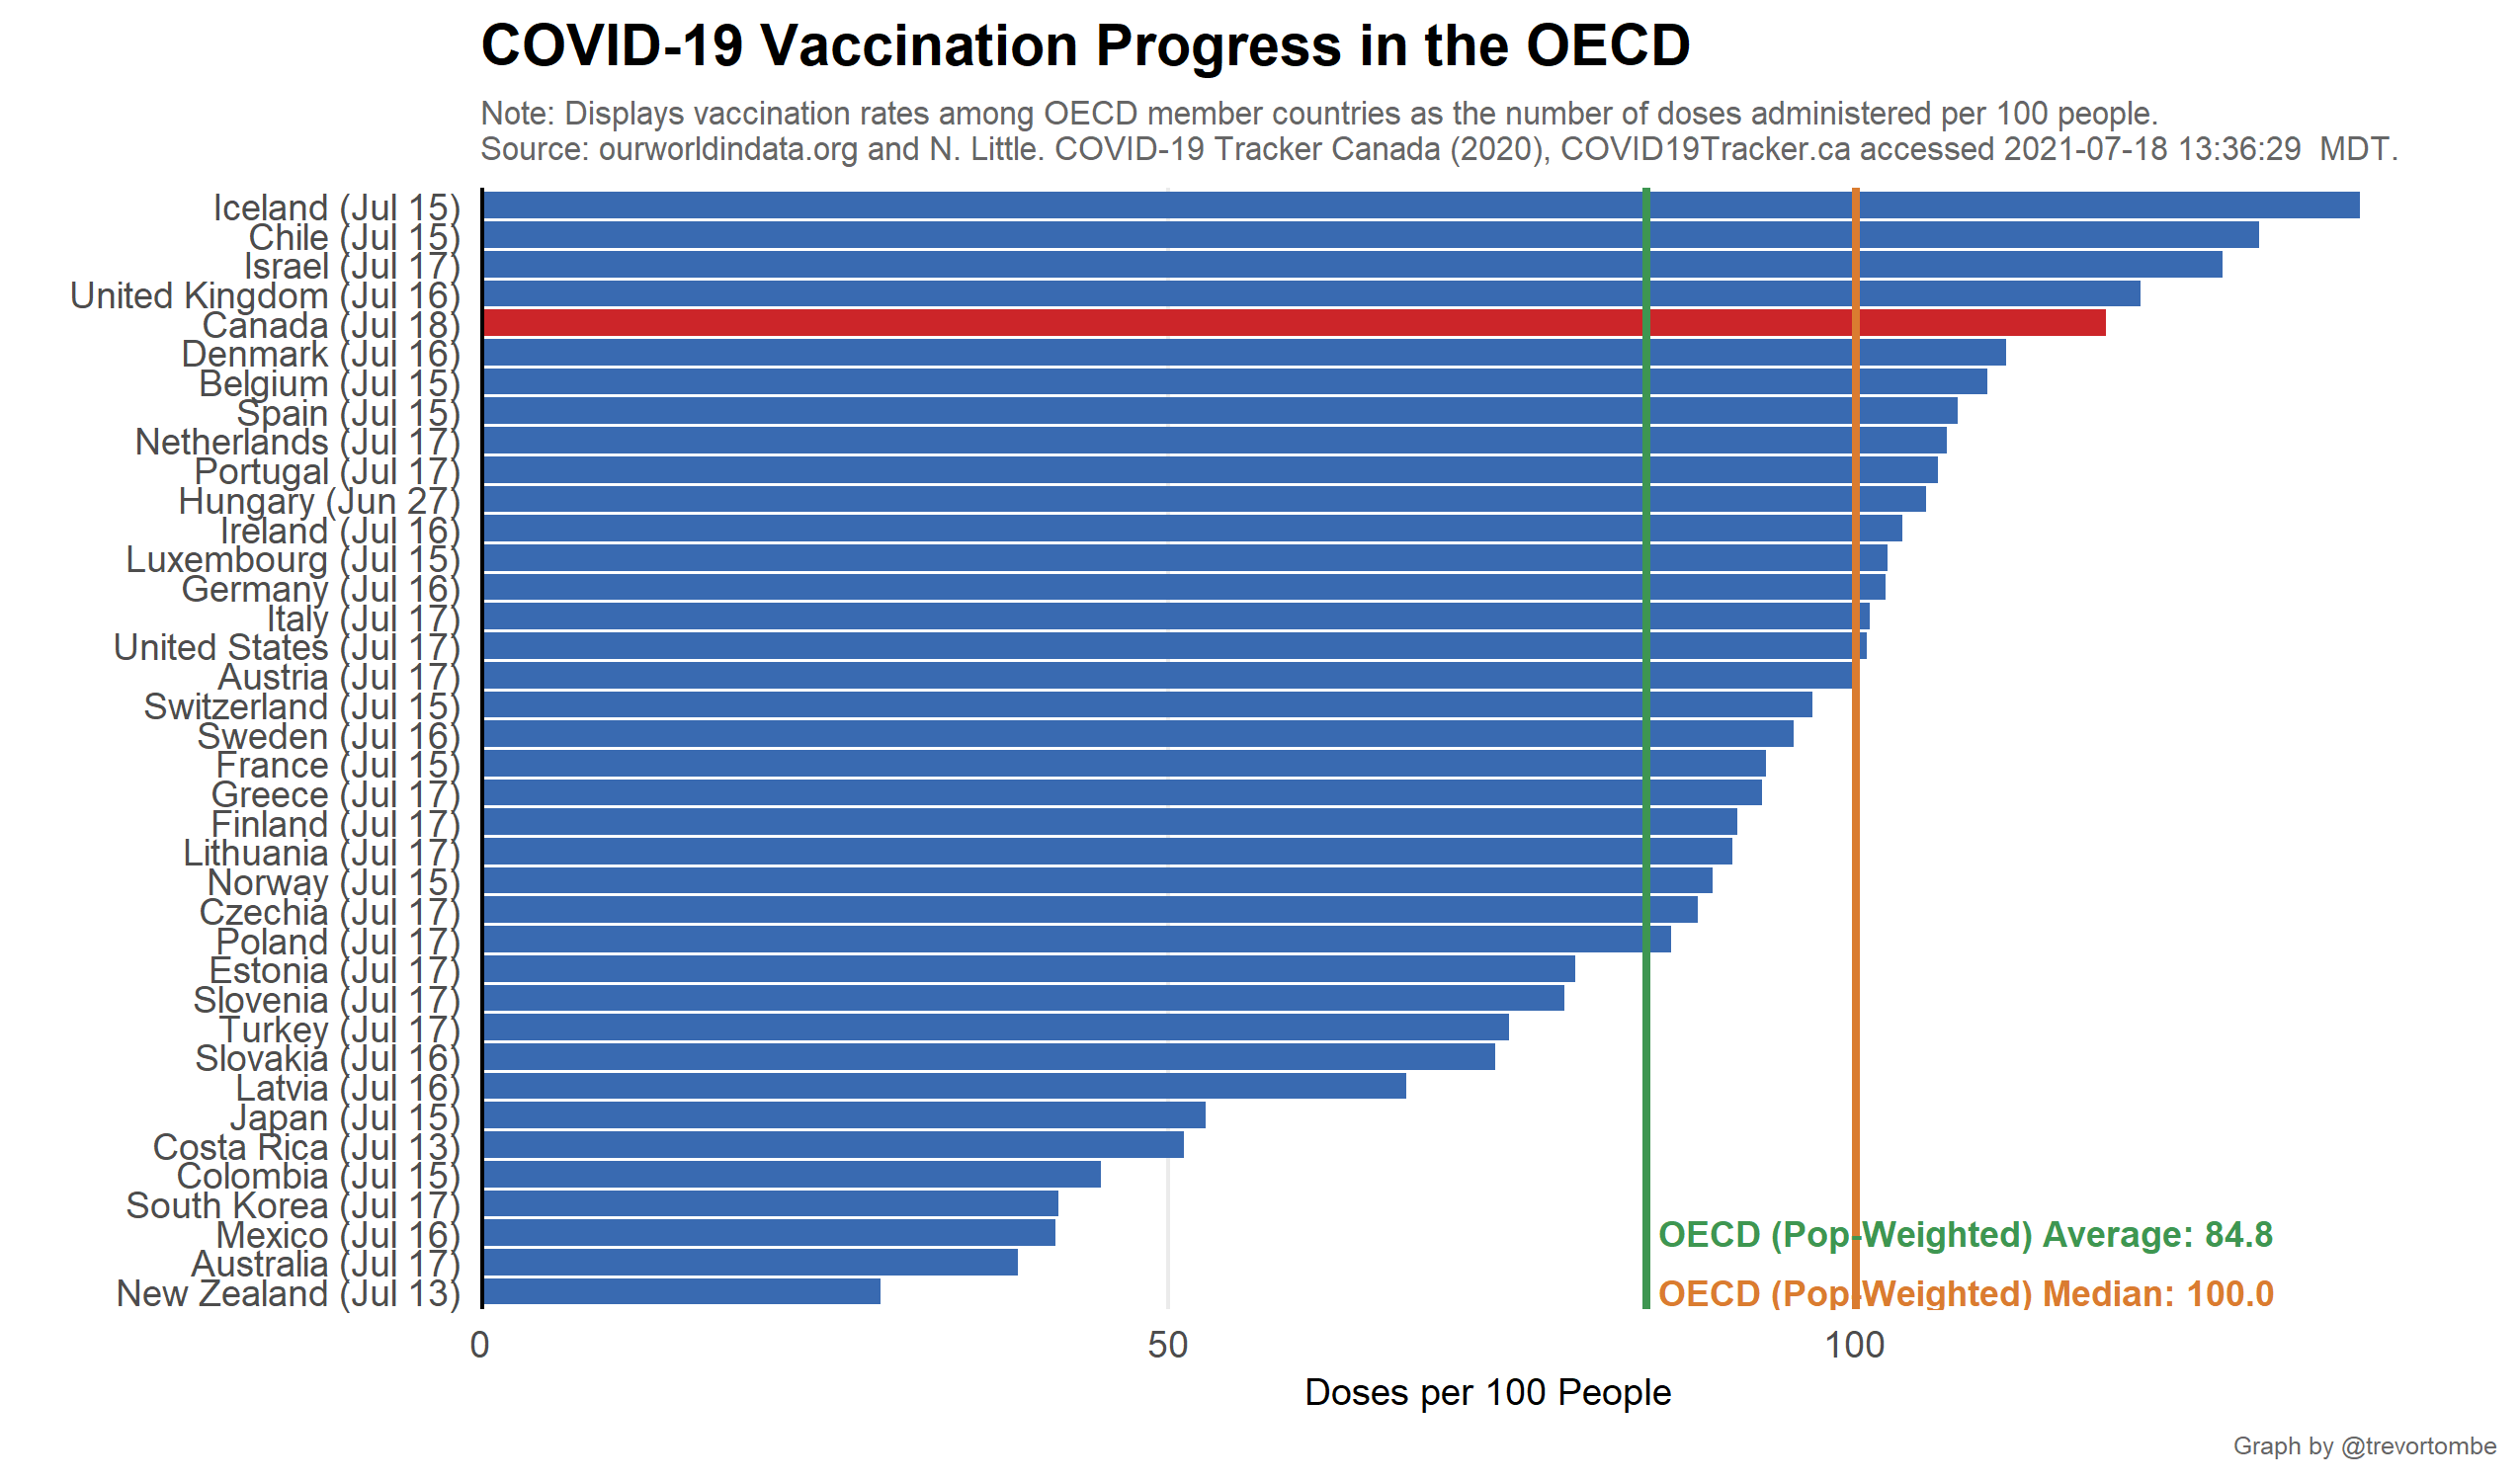 COVID-19 Vaccination Progress in the OECD
Note: Displays vaccination rates among OECD member countries as the number of doses administered per 100 people.
Source: ourworldindata.org and N. Little. COVID-19 Tracker Canada (2020), COVID19Tracker.ca accessed 2021-07-18 13:36:29  MDT.
Iceland (Jul 15)
Chile (Jul 15)
Israel (Jul 17)
United Kingdom (Jul 16)
Canada (Jul 18)
Denmark (Jul 16)
Belgium (Jul 15)
Spain (Jul 15)
Netherlands (Jul 17)
Portugal (Jul 17)
Hungary (Jun 27)
Ireland (Jul 16)
Luxembourg (Jul 15)
Germany (Jul 16)
Italy (Jul 17)
United States (Jul 17)
Austria (Jul 17)
Switzerland (Jul 15)
Sweden (Jul 16)
France (Jul 15)
Greece (Jul 17)
Finland (Jul 17)
Lithuania (Jul 17)
Norway (Jul 15)
Czechia (Jul 17)
Poland (Jul 17)
Estonia (Jul 17)
Slovenia (Jul 17)
Turkey (Jul 17)
Slovakia (Jul 16)
Latvia (Jul 16)
Japan (Jul 15)
Costa Rica (Jul 13)
Colombia (Jul 15)
South Korea (Jul 17)
Mexico (Jul 16)
Australia (Jul 17)
New Zealand (Jul 13)
OECD (Pop-Weighted) Average: 84.8
OECD (Pop-Weighted) Median: 100.0
0 50 100
Doses per 100 People
Graph by @trevortombe